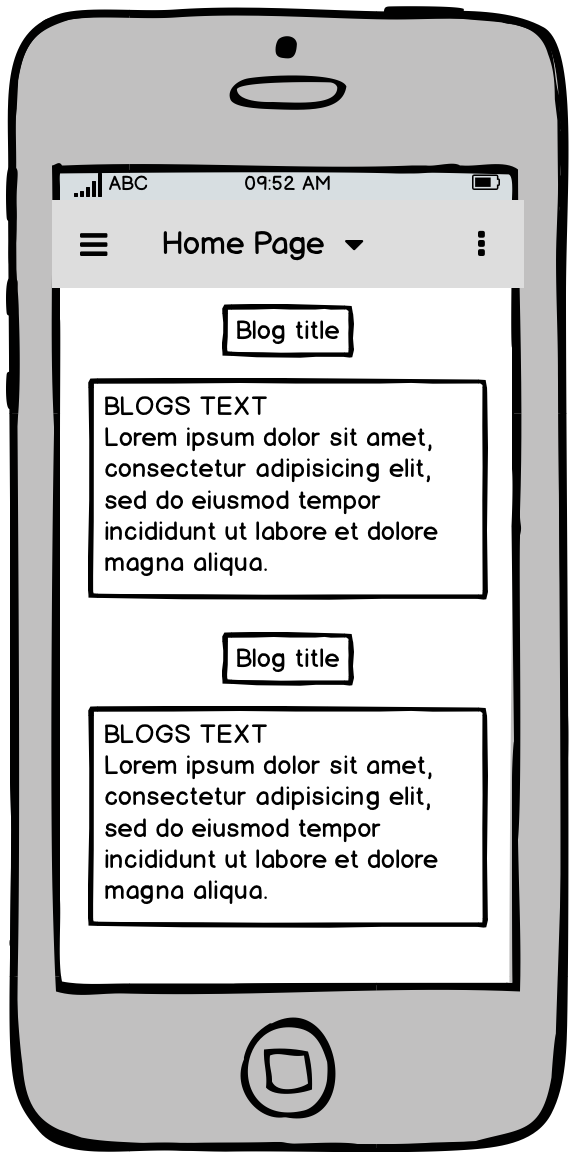 ABC 09:52 AM
Home Page
Blog title
BLOGS TEXT
Lorem ipsum dolor sit amet,
consectetur adipisicing elit,
sed do eiusmod tempor
incididunt ut labore et dolore
magna aliqua.
Blog title
BLOGS TEXT
Lorem ipsum dolor sit amet,
consectetur adipisicing elit,
sed do eiusmod tempor
incididunt ut labore et dolore
magna aliqua.